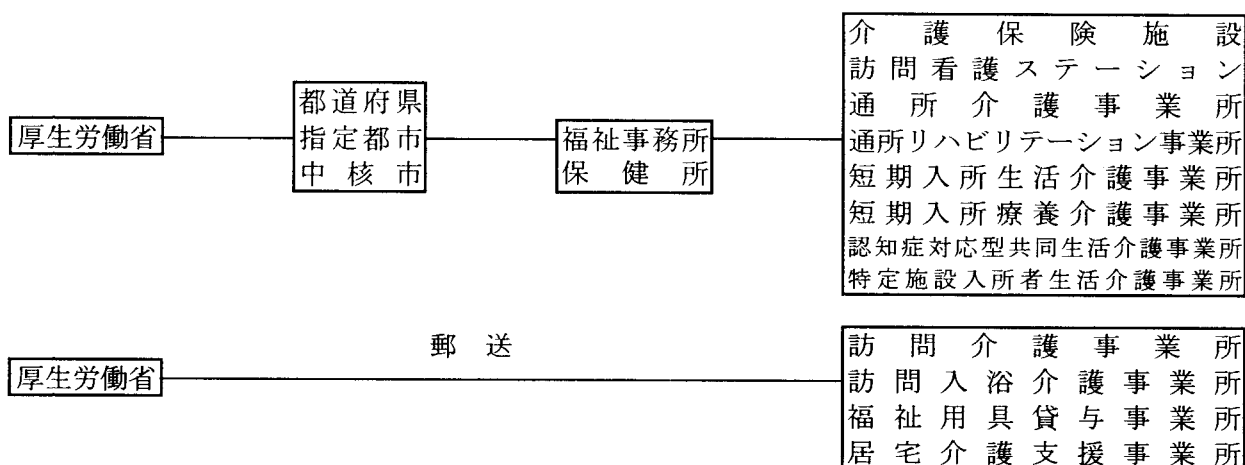 厚生労働省
都道府県
指定都市
中核市
福祉事務所
保健所
介護保険施設
訪問看護ステーション
通所介護事業所
通所リハビリテーション事業所
短期入所生活介護事業所
短期入所療養介護事業所
認知症対応型共同生活介護事業所
特定施設入所者生活介護事業所
郵送
厚生労働省
訪問介護事業所
訪問入浴介護事業所
福祉用具貸与事業所
居宅介護支援事業所